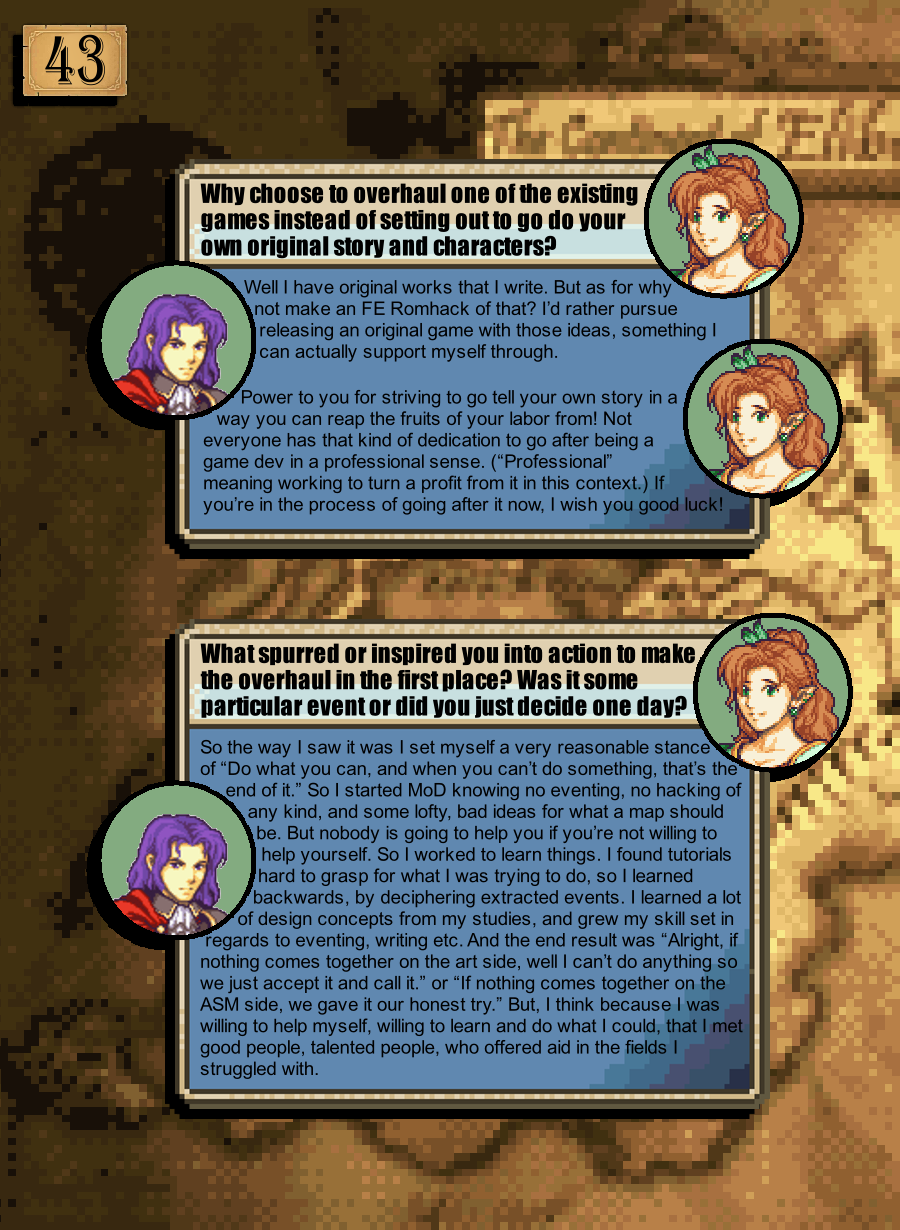 43
The
Why choose to overhaul one of the existing
games instead of setting out to go do your
own original story and characters?
Well I have original works that I write. But as for why
not make an FE Romhack of that? I'd rather pursue
releasing an original game with those ideas, something I
can actually support myself through.
Power to you for striving to go tell your own story in a
way you can reap the fruits of your labor from! Not
everyone has that kind of dedication to go after being a
game dev in a professional sense. (“Professional”
meaning working to turn a profit from it in this context.) If
you're in the process of going after it now, I wish you good luck!
What spurred or inspired you into action to make
the overhaul in the first place? Was it some
particular event or did you just decide one day?
So the way I saw it was I set myself a very reasonable stance
of “Do what you can, and when you can't do something, that's the
end of it.” So I started MoD knowing no eventing, no hacking of
any kind, and some lofty, bad ideas for what a map should
be. But nobody is going to help you if you're not willing to
help yourself. So I worked to learn things. I found tutorials
hard to grasp for what I was trying to do, so I learned
backwards, by deciphering extracted events. I learned a lot
of design concepts from my studies, and grew my skill set in
regards to eventing, writing etc. And the end result was “Alright, if
nothing comes together on the art side, well I can't do anything so
we just accept it and call it.” or “If nothing comes together on the
ASM side, we gave it our honest try.” But, I think because I was
willing to help myself, willing to learn and do what I could, that I met
good people, talented people, who offered aid in the fields I
struggled with.